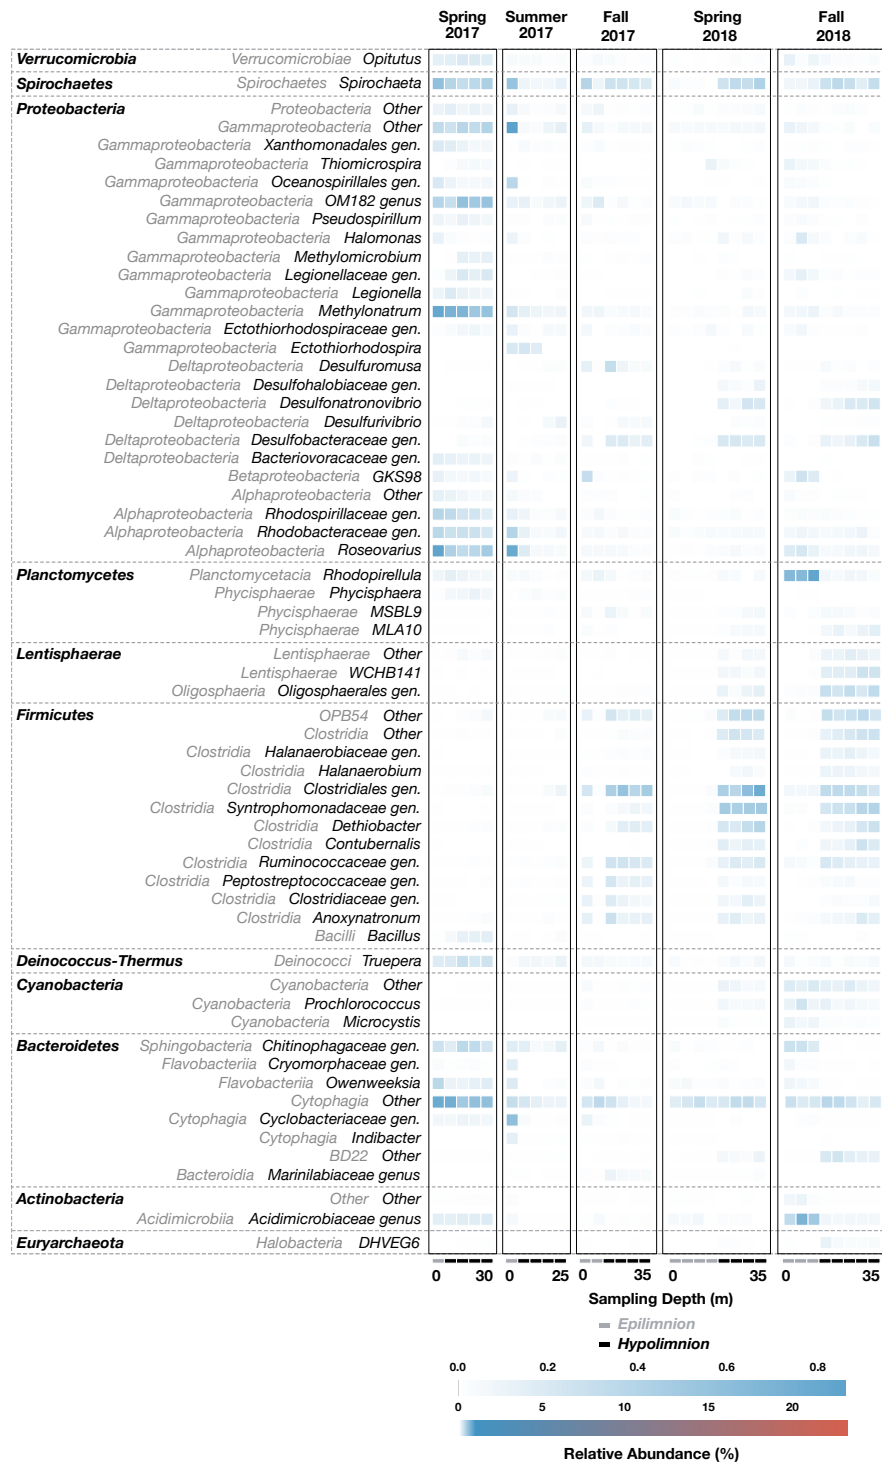 Spring Summer Fall Spring Fall
2017 2017 2017 2018 2018
Verrucomicrobia Verrucomicrobiae Opitutus
Spirochaetes Spirochaetes Spirochaeta
Proteobacteria Proteobacteria Other
Gammaproteobacteria Other
Gammaproteobacteria Xanthomonadales gen.
Gammaproteobacteria Thiomicrospira
Gammaproteobacteria Oceanospirillales gen.
Gammaproteobacteria OM182 genus
Gammaproteobacteria Pseudospirillum
Gammaproteobacteria Halomonas
Gammaproteobacteria Methylomicrobium
Gammaproteobacteria Legionellaceae gen.
Gammaproteobacteria Legionella
Gammaproteobacteria Methylonatrum
Gammaproteobacteria Ectothiorhodospiraceae gen.
Gammaproteobacteria Ectothiorhodospira
Deltaproteobacteria Desulfuromusa
Deltaproteobacteria Desulfohalobiaceae gen.
Deltaproteobacteria Desulfonatronovibrio
Deltaproteobacteria Desulfurivibrio
Deltaproteobacteria Desulfobacteraceae gen.
Deltaproteobacteria Bacteriovoracaceae gen.
Betaproteobacteria GKS98
Alphaproteobacteria Other
Alphaproteobacteria Rhodospirillaceae gen.
Alphaproteobacteria Rhodobacteraceae gen.
Alphaproteobacteria Roseovarius
Planctomycetes Planctomycetacia Rhodopirellula
Phycisphaerae Phycisphaera
Phycisphaerae MSBL9
Phycisphaerae MLA10
Lentisphaerae Lentisphaerae Other
Lentisphaerae WCHB141
Oligosphaeria Oligosphaerales gen.
Firmicutes OPB54 Other
Clostridia Other
Clostridia Halanaerobiaceae gen.
Clostridia Halanaerobium
Clostridia Clostridiales gen.
Clostridia Syntrophomonadaceae gen.
Clostridia Dethiobacter
Clostridia Contubernalis
Clostridia Ruminococcaceae gen.
Clostridia Peptostreptococcaceae gen.
Clostridia Clostridiaceae gen.
Clostridia Anoxynatronum
Bacilli Bacillus
Deinococcus-Thermus Deinococci Truepera
Cyanobacteria Cyanobacteria Other
Cyanobacteria Prochlorococcus
Cyanobacteria Microcystis
Bacteroidetes Sphingobacteria Chitinophagaceae gen.
Flavobacteriia Cryomorphaceae gen.
Flavobacteriia Owenweeksia
Cytophagia Other
Cytophagia Cyclobacteriaceae gen.
Cytophagia Indibacter
BD22 Other
Bacteroidia Marinilabiaceae genus
Actinobacteria Other Other
Acidimicrobiia Acidimicrobiaceae genus
Euryarchaeota Halobacteria DHVEG6
0 30 0 25 0 35 0 35 0 35
Sampling Depth (m)
Epilimnion
Hypolimnion
0.0 0.2 0.4 0.6 0.8
0 5 10 15 20
Relative Abundance (%)